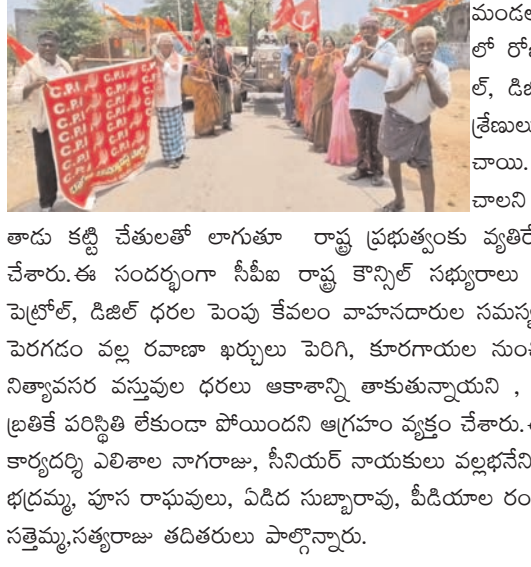 C.P.I C.P.I C.P.I
C.P.I C.P.I C.P.I
C.P.I C.P.I C.P.I
C.P.I C.P.I C.P.I
మండల
లో రో
ల్, డిజి
శ్రేణులు
చాయి.
చాలని
తాడు కట్టి చేతులతో లాగుతూ రాష్ట్ర ప్రభుత్వంకు వ్యతిరే
చేశారు.ఈ సందర్భంగా సీపీఐ రాష్ట్ర కౌన్సిల్ సభ్యురాలు
పెట్రోల్, డిజిల్ ధరల పెంపు కేవలం వాహనదారుల సమస్య
పెరగడం వల్ల రవాణా ఖర్చులు పెరిగి, కూరగాయల నుంచి
నిత్యావసర వస్తువుల ధరలు ఆకాశాన్ని తాకుతున్నాయని ,
బ్రతికే పరిస్థితి లేకుండా పోయిందని ఆగ్రహం వ్యక్తం చేశారు.
కార్యదర్శి ఎలిశాల నాగరాజు, సీనియర్ నాయకులు వల్లభనేని
భద్రమ్మ, పూస రాఘవులు, ఏడిద సుబ్బారావు, పీడియాల రం
సత్తెమ్మ,సత్యరాజు తదితరులు పాల్గొన్నారు.